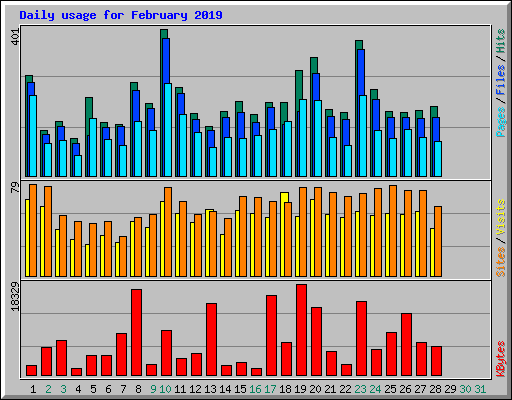 Daily usage for February 2019
401
Pages / Files / Hits
79
Sites / Visits
18329
KBytes
1 2 3 4 5 6 7 8 9 10 11 12 13 14 15 16 17 18 19 20 21 22 23 24 25 26 27 28 29 30 31